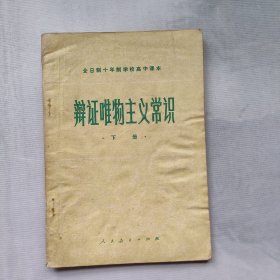 全日制十年制学校高中课本
辩证唯物主义常识
·下册·
人民教育出版社